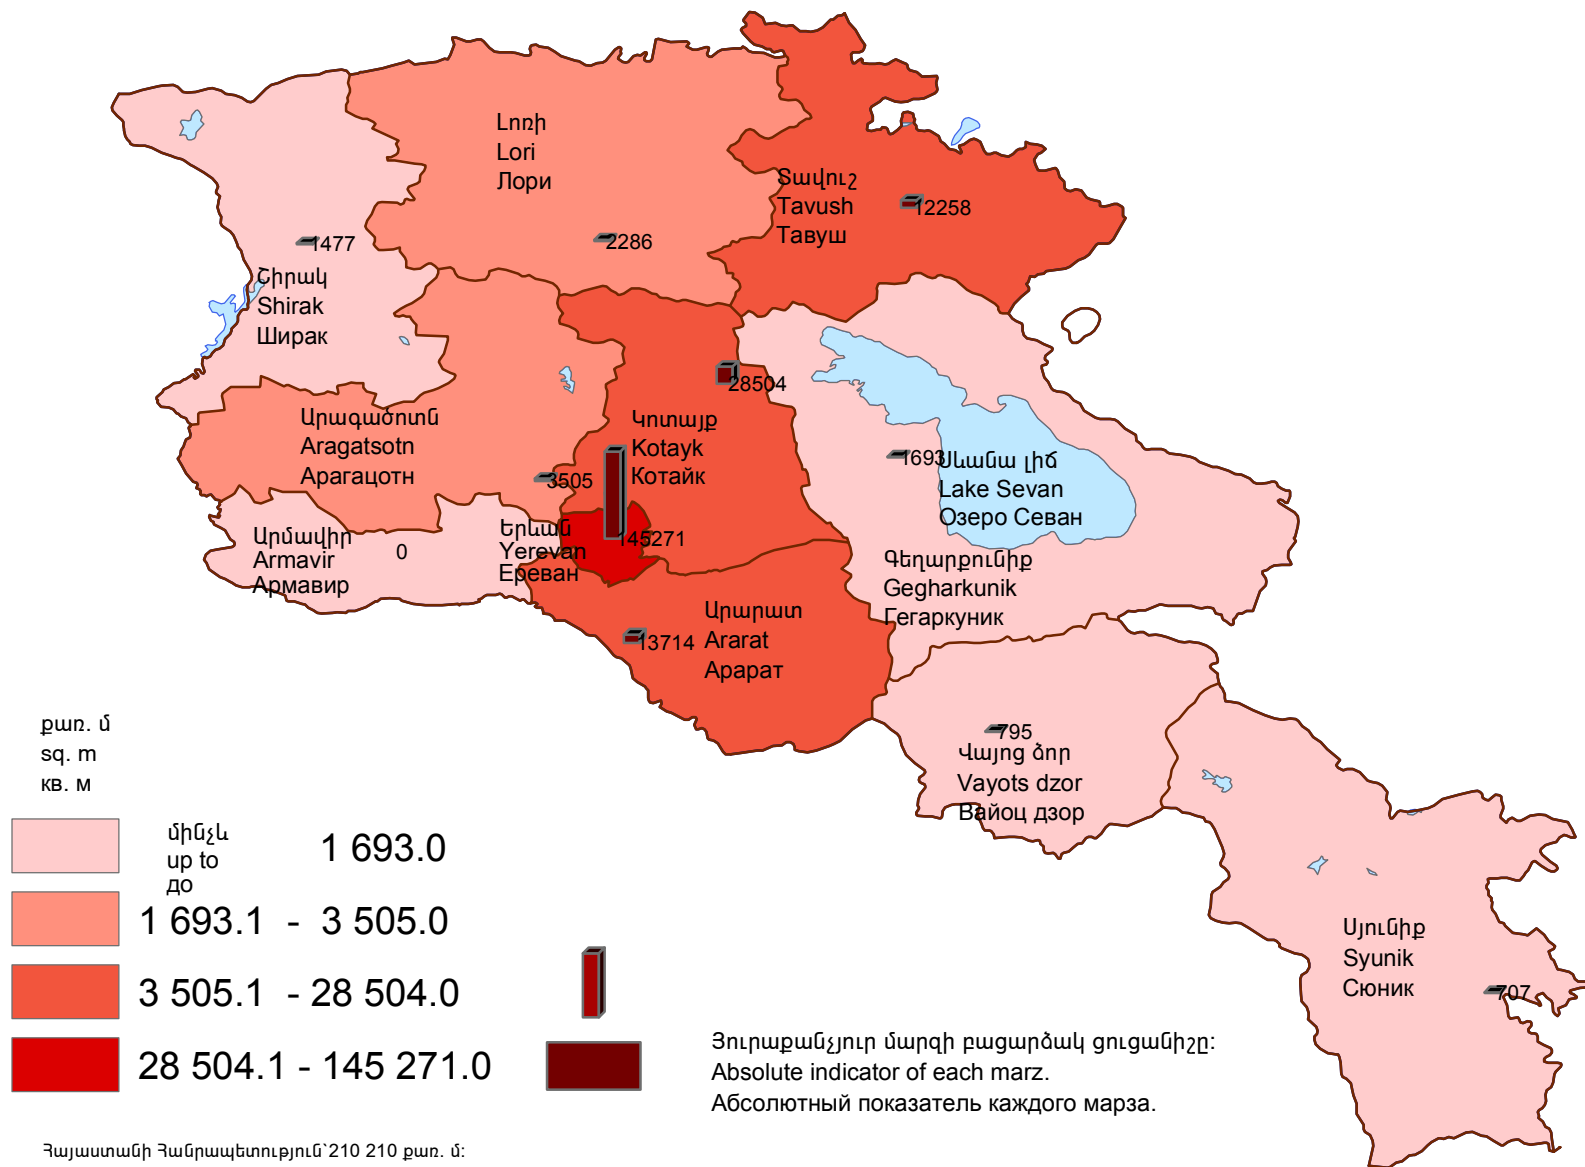 Լոռի
Lori
Лори
Տավուշ
Tavush
Тавуш
12258
1477
2286
Շիրակ
Shirak
Ширак
28504
Արագածոտն
Aragatsotn
Арагацотн
Կոտայք
Kotayk
Котайк
3505
1693
Սևանա լիճ
Lake Sevan
Озеро Севан
Արմավիր
Armavir
Армавир
0
Երևան
Yerevan
Ереван
145271
Գեղարքունիք
Gegharkunik
Гегаркуник
Արարատ
Ararat
Арарат
13714
795
Վայոց ձոր
Vayots dzor
Вайоц дзор
Սյունիք
Syunik
Сюник
707
քառ. մ
sq. m
кв. м
մինչև
up to
до
1 693.0
1 693.1 - 3 505.0
3 505.1 - 28 504.0
28 504.1 - 145 271.0
Յուրաքանչյուր մարզի բացարձակ ցուցանիշը:
Absolute indicator of each marz.
Абсолютный показатель каждого марза.
Հայաստանի Հանրապետություն՝210 210 քառ. մ: